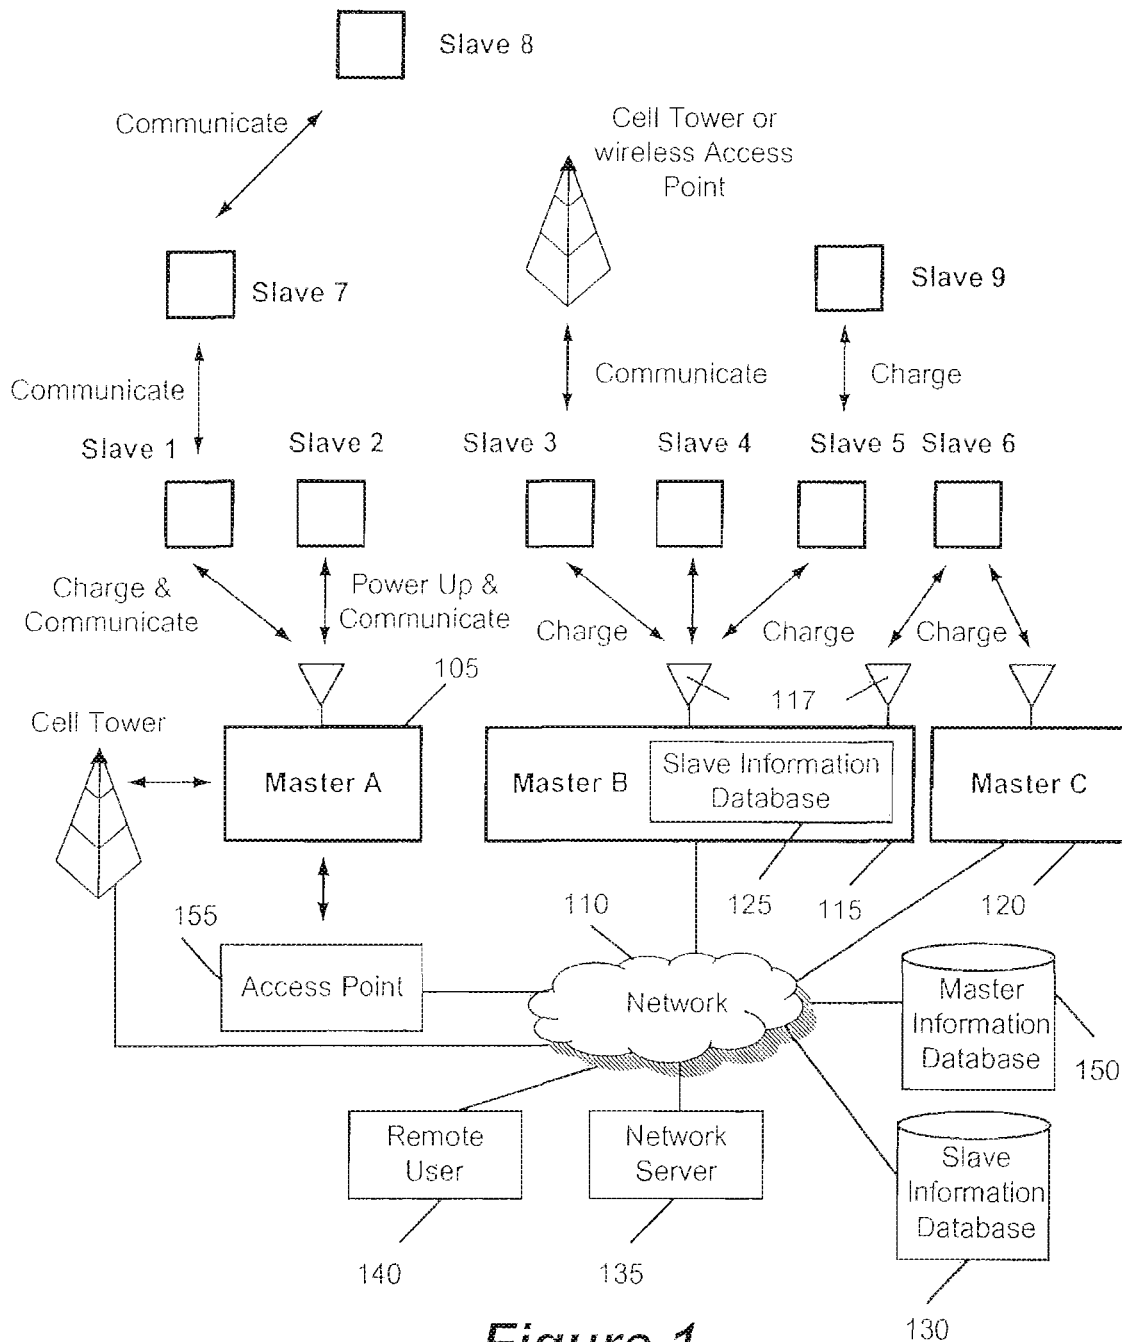 Slave 8
Communicate
Cell Tower or
wireless Access
Point
Slave 7
Slave 9
Communicate
Communicate
Charge
Slave 1
Slave 2
Slave 3
Slave 4
Slave 5
Slave 6
Charge &
Communicate
Power Up &
Communicate
Charge
Charge
Charge
105
117
Cell Tower
Master A
Master B
Slave Information
Database
Master C
155
110
125
115
120
Access Point
Network
Master
Information
Database
150
Remote
User
Network
Server
Slave
Information
Database
140
135
130
Figure 1